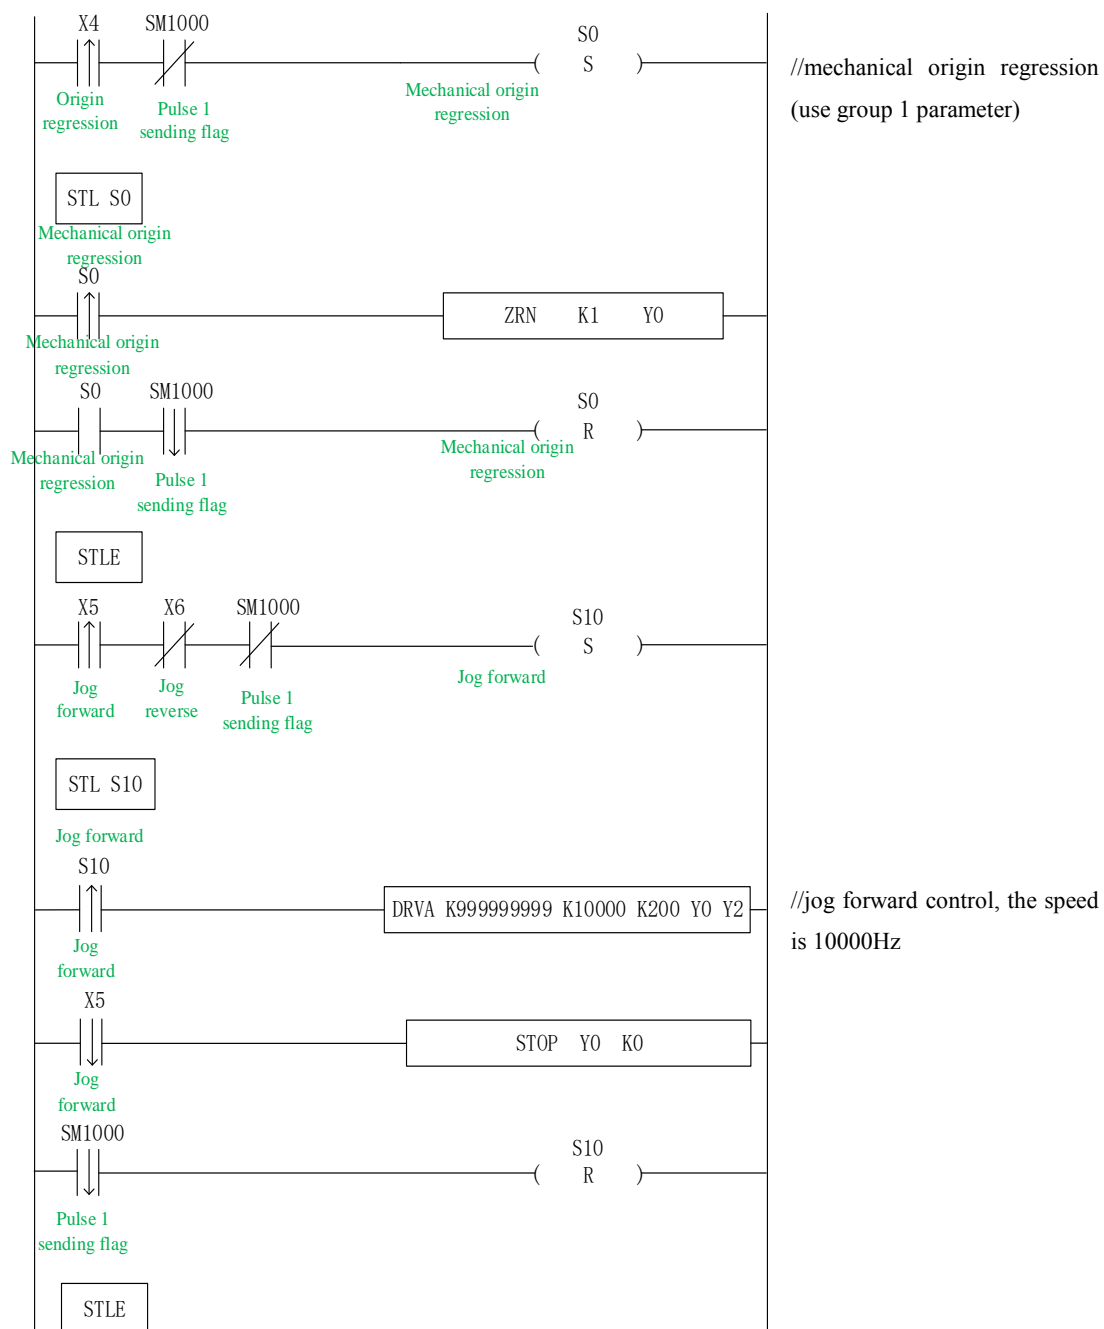 X4 SM1000
S0
( S )
Origin
regression
Pulse 1
sending flag
Mechanical origin
regression
//mechanical origin regression
(use group 1 parameter)
STL S0
Mechanical origin
regression
S0
ZRN K1 Y0
Mechanical origin
regression
S0 SM1000
S0
( R )
Mechanical origin
regression
Pulse 1
sending flag
Mechanical origin
regression
STLE
X5 X6 SM1000
S10
( S )
Jog
forward
Jog
reverse
Pulse 1
sending flag
Jog forward
STL S10
Jog forward
S10
DRVA K999999999 K10000 K200 Y0 Y2
Jog
forward
//jog forward control, the speed
is 10000Hz
X5
STOP Y0 K0
Jog
forward
SM1000
S10
( R )
Pulse 1
sending flag
STLE